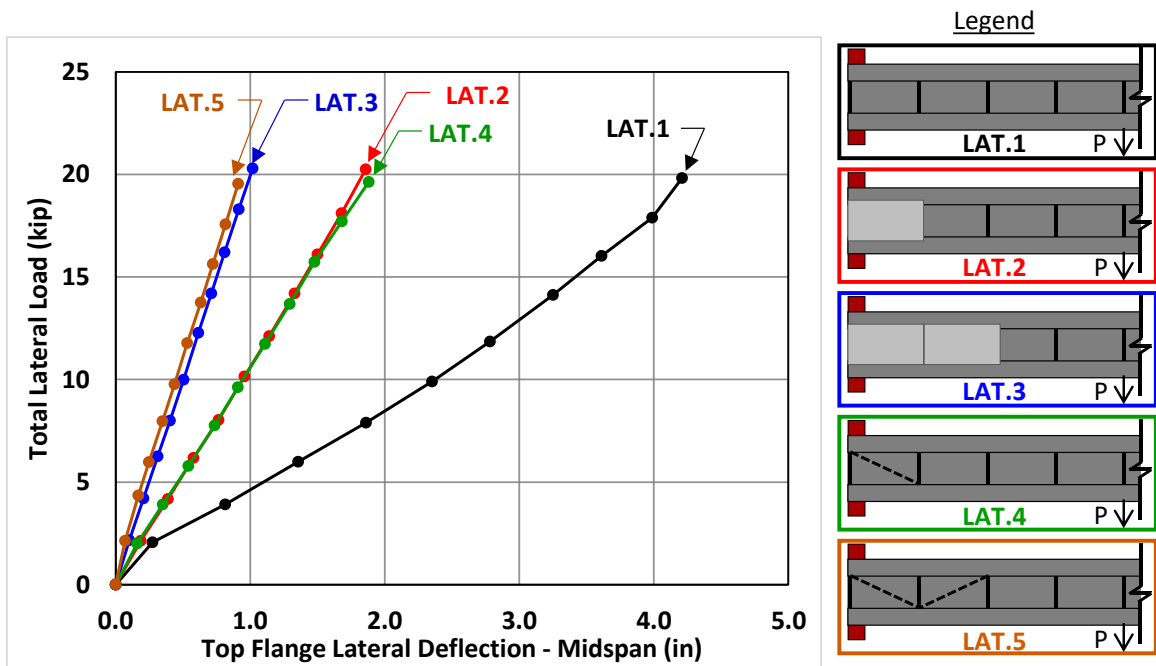 Legend
25
20
15
10
5
0
Total Lateral Load (kip)
LAT.5
LAT.3
LAT.2
LAT.4
LAT.1
0.0 1.0 2.0 3.0 4.0 5.0
Top Flange Lateral Deflection - Midspan (in)
LAT.1 P
LAT.2 P
LAT.3 P
LAT.4 P
LAT.5 P